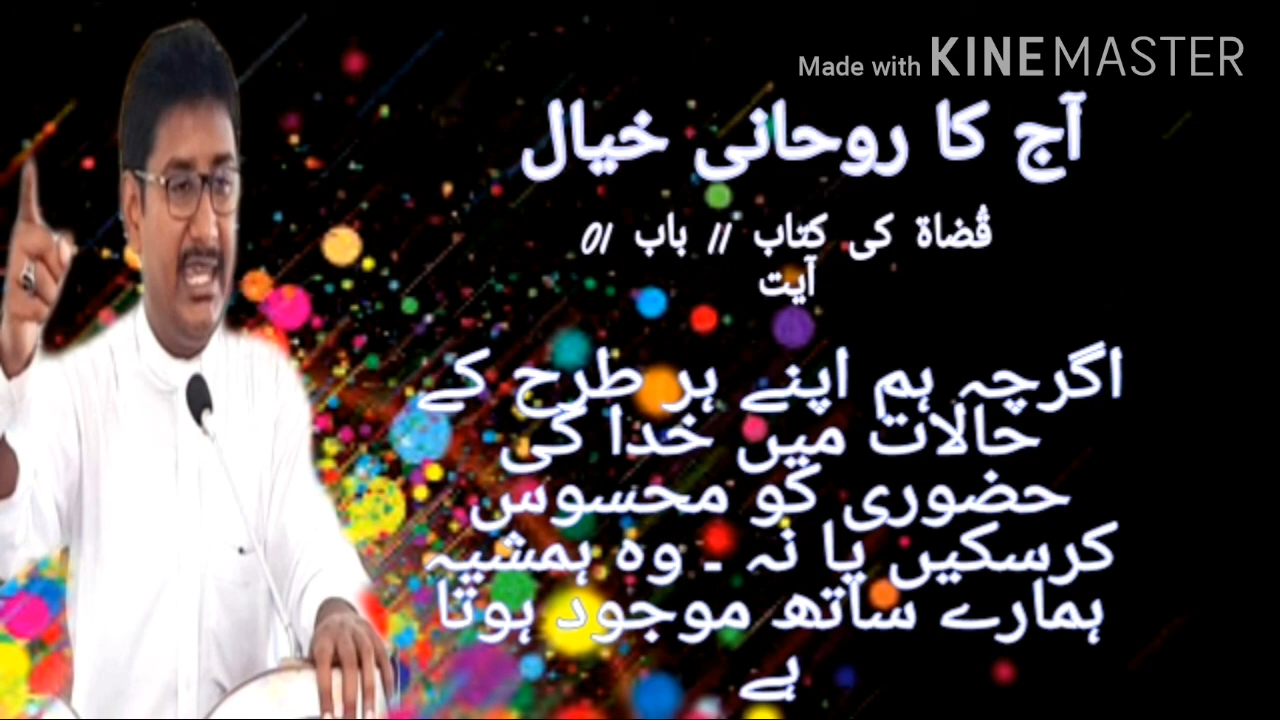 Made with KINEMASTER
آج کا روحانی خیال
قُضاۃ کی کتاب 11 باب 01
آیت
اگرچہ ہم اپنے ہر طرح کے
حالات میں خدا کی
حضوری کو محسوس
کرسکیں یا نہ ۔ وہ ہمشیہ
ہمارے ساتھ موجود ہوتا
ہے